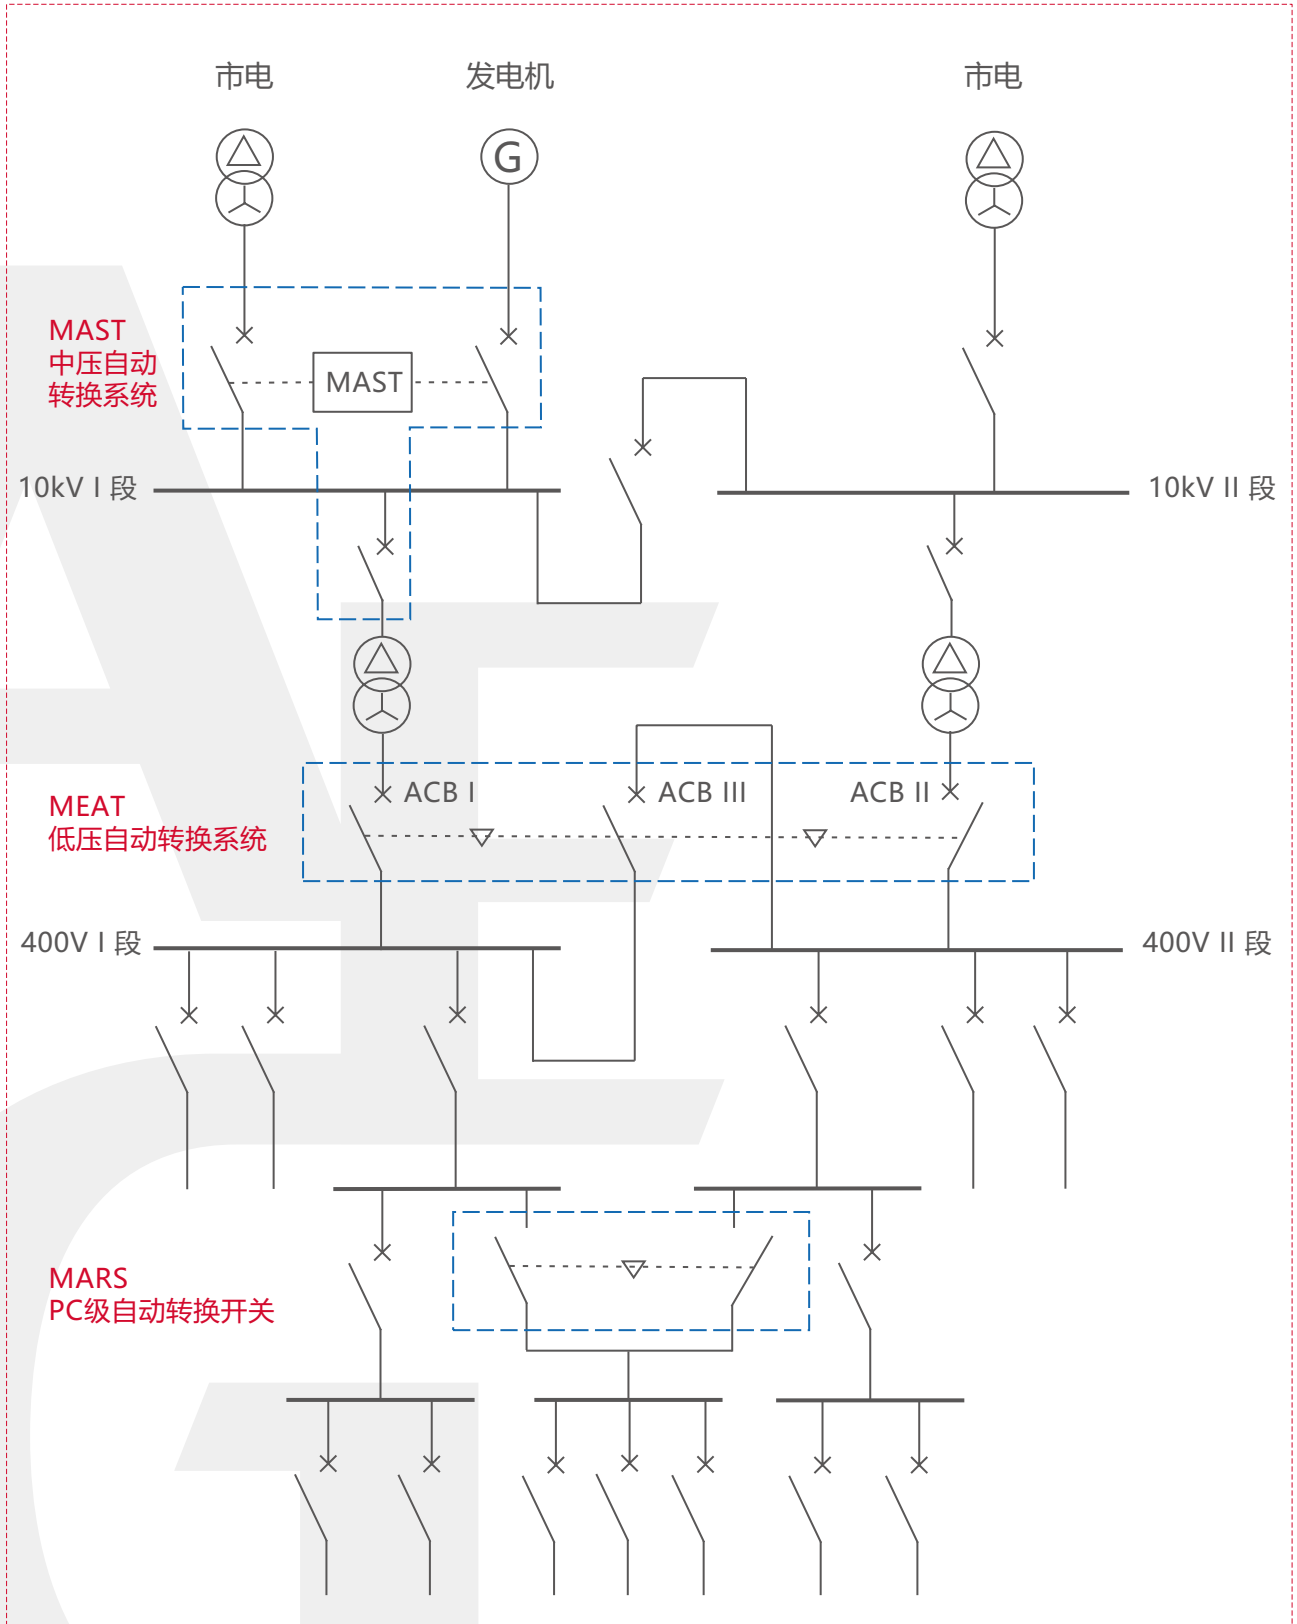 市电
发电机
市电
G
MAST
中压自动
转换系统
MAST
10kV I 段
10kV II 段
MEAT
低压自动转换系统
ACB I
ACB III
ACB II
400V I 段
400V II 段
MARS
PC级自动转换开关